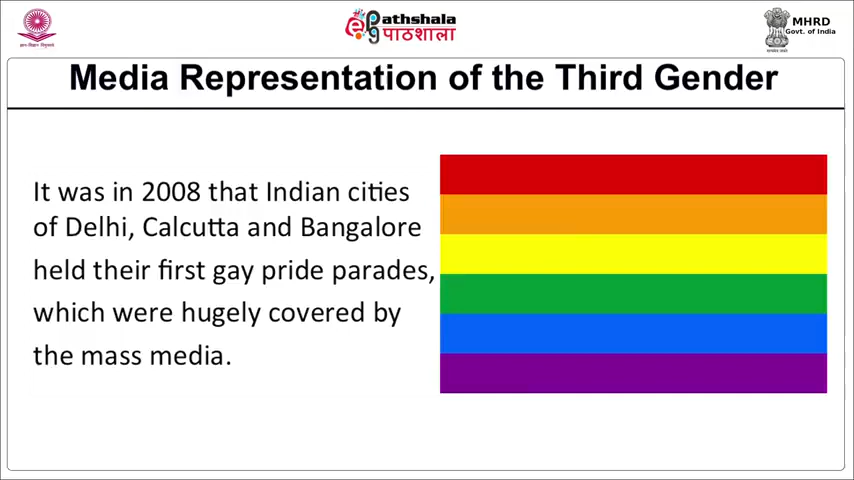 ePathshala
पाठशाला
MHRD
Govt. of India
Media Representation of the Third Gender
It was in 2008 that Indian cities
of Delhi, Calcutta and Bangalore
held their first gay pride parades,
which were hugely covered by
the mass media.